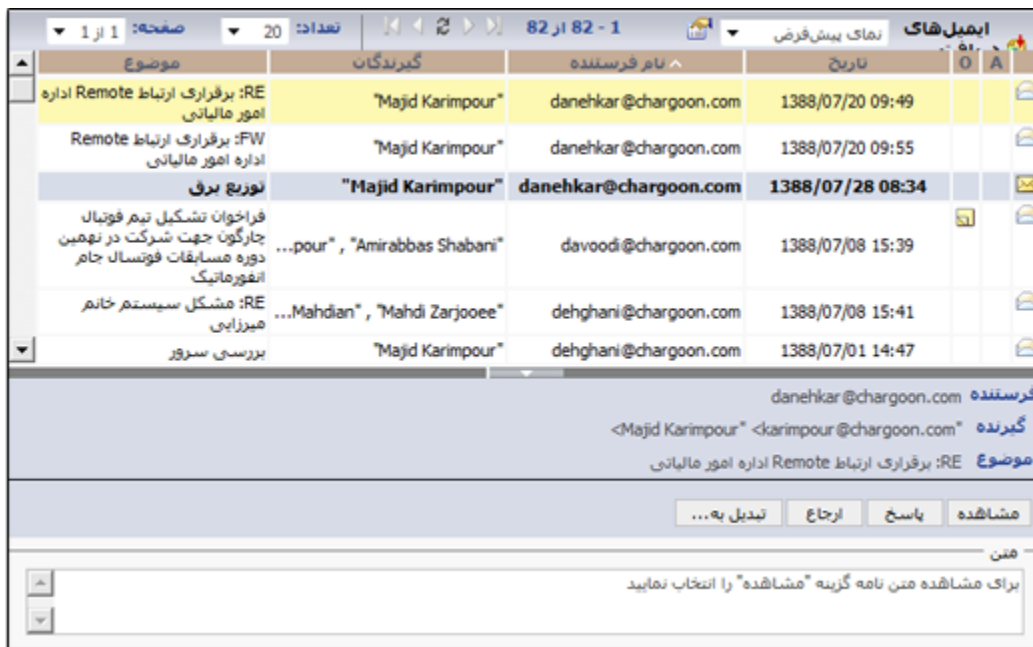 ایمیل‌های
نمای پیش‌فرض
1 - 82 از 82
تعداد: 20
صفحه: 1 از 1
A O تاریخ نام فرستنده گیرندگان موضوع
1388/07/20 09:49 danehkar@chargoon.com "Majid Karimpour" RE: برقراری ارتباط Remote اداره
امور مالیاتی
1388/07/20 09:55 danehkar@chargoon.com "Majid Karimpour" FW: برقراری ارتباط Remote
اداره امور مالیاتی
1388/07/28 08:34 danehkar@chargoon.com "Majid Karimpour" توزیع برق
1388/07/08 15:39 davoodi@chargoon.com ...pour" , "Amirabbas Shabani" فراخوان تشکیل تیم فوتبال
چارگون جهت شرکت در نهمین
دوره مسابقات فوتسال جام
انفورماتیک
1388/07/08 15:41 dehghani@chargoon.com ...Mahdian" , "Mahdi Zarjooee" RE: مشکل سیستم خانم
میرزایی
1388/07/01 14:47 dehghani@chargoon.com "Majid Karimpour" بررسی سرور
فرستنده danehkar@chargoon.com
گیرنده "Majid Karimpour" <karimpour@chargoon.com>
موضوع RE: برقراری ارتباط Remote اداره امور مالیاتی
مشاهده پاسخ ارجاع تبدیل به...
متن
برای مشاهده متن نامه گزینه "مشاهده" را انتخاب نمایید